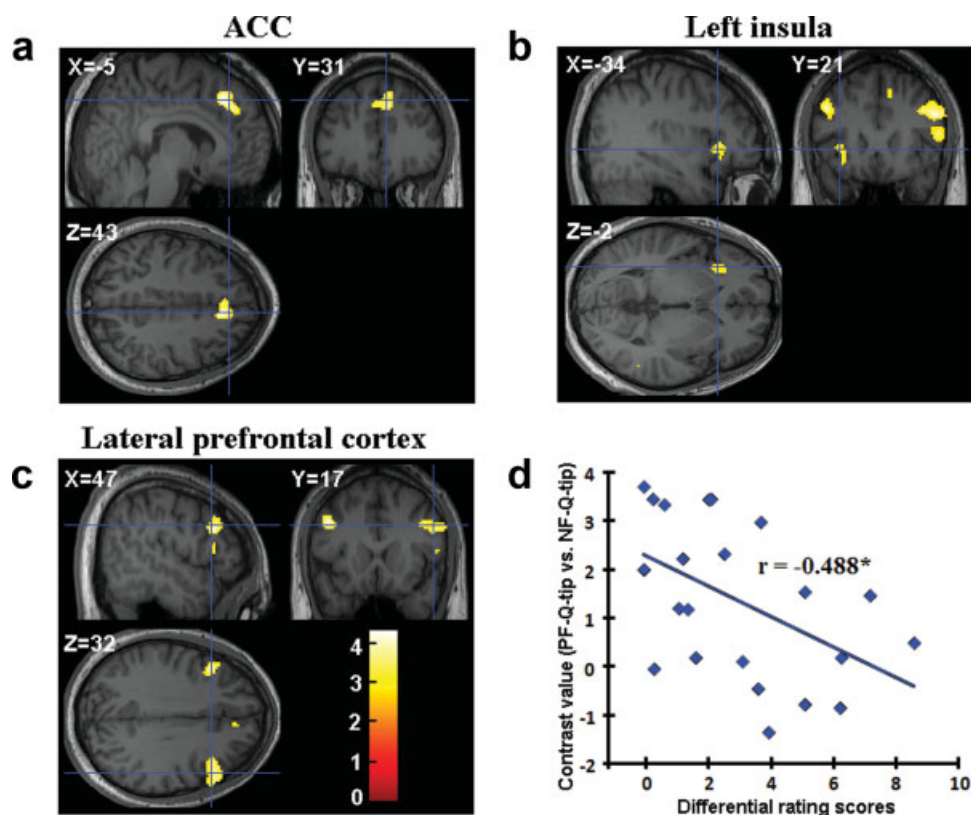 a
ACC
X=-5
Y=31
Z=43
b
Left insula
X=-34
Y=21
Z=-2
Lateral prefrontal cortex
c
X=47
Y=17
Z=32
4
3
2
1
0
d
Contrast value (PF-Q-tip vs. NF-Q-tip)
4
3
2
1
0
-1
-2
r = -0.488*
0 2 4 6 8 10
Differential rating scores